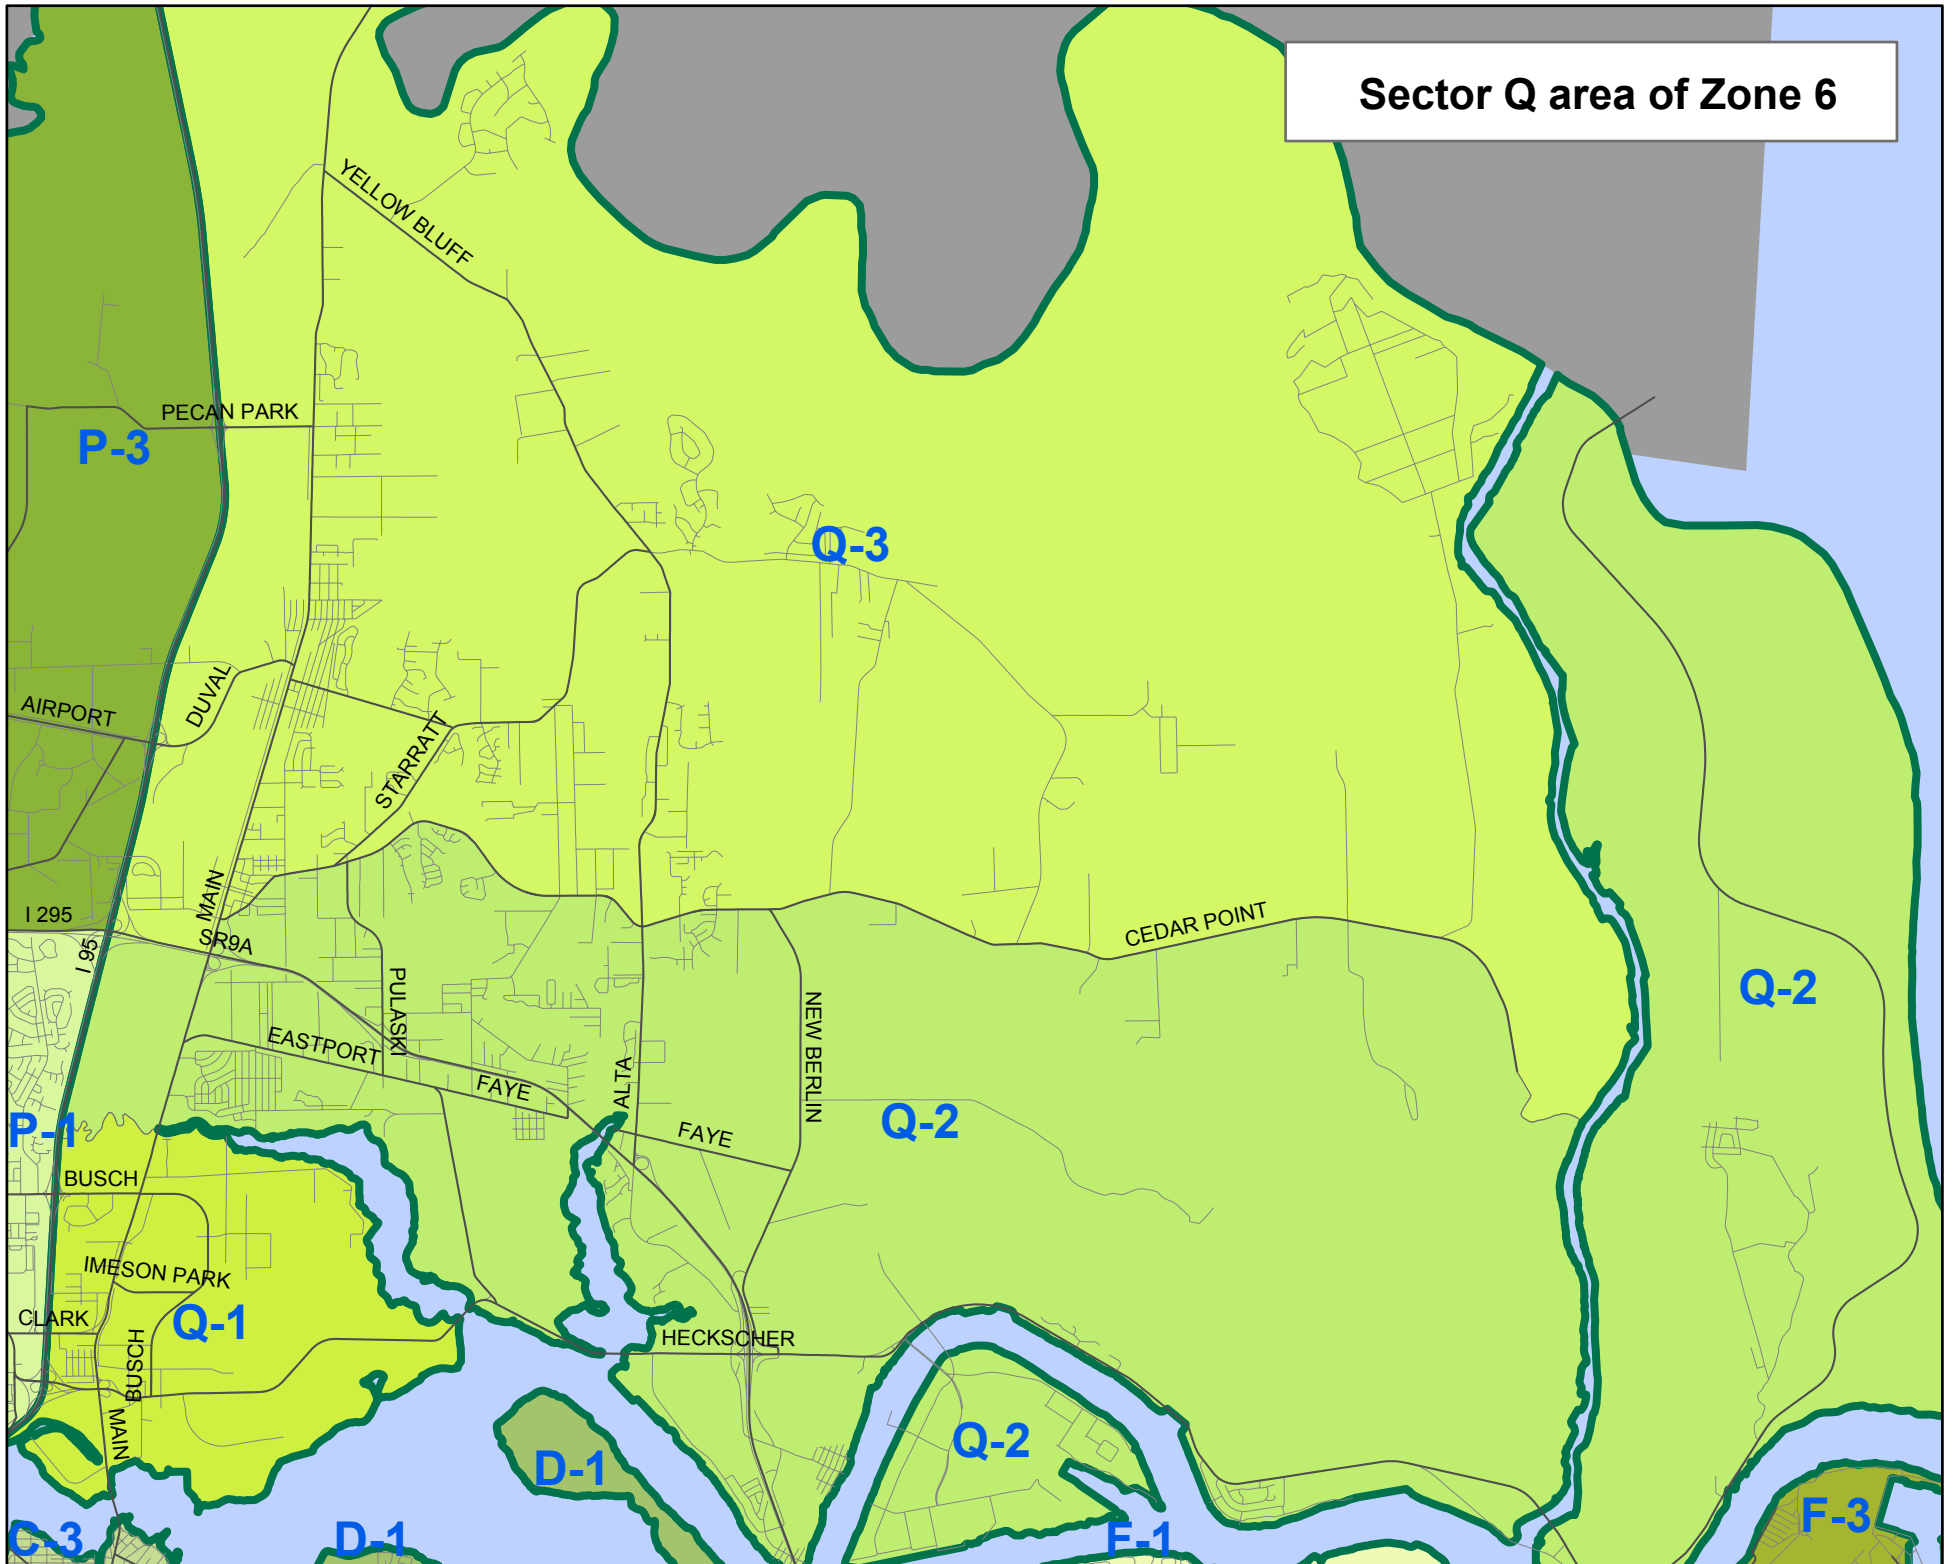 Sector Q area of Zone 6
YELLOW BLUFF
PECAN PARK
P-3
Q-3
DUVAL
AIRPORT
STARRATT
MAIN
I 295
CEDAR POINT
SR9A
I 95
PULASKI
NEW BERLIN
Q-2
EASTPORT
FAYE
ALTA
Q-2
P-1
FAYE
BUSCH
IMESON PARK
CLARK
Q-1
HECKSCHER
BUSCH
MAIN
Q-2
D-1
F-3
C-3
D-1
F-1